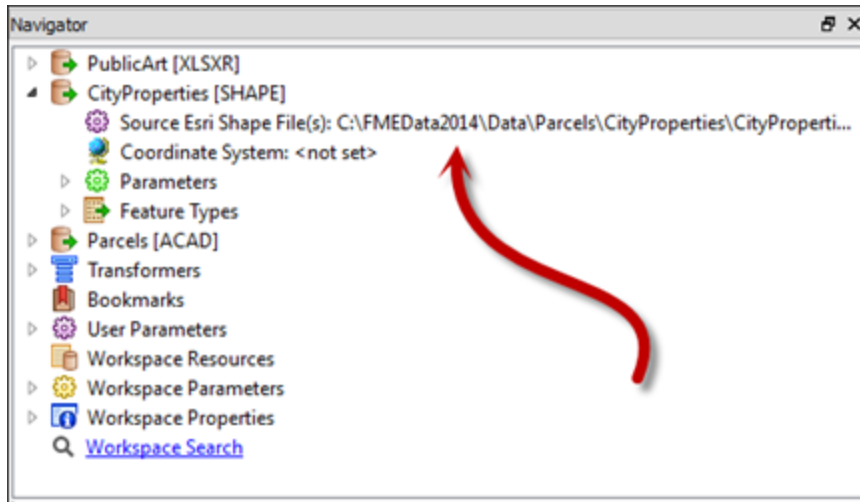 Navigator
PublicArt [XLSXR]
CityProperties [SHAPE]
Source Esri Shape File(s): C:\FMEData2014\Data\Parcels\CityProperties\CityProperti...
Coordinate System: <not set>
Parameters
Feature Types
Parcels [ACAD]
Transformers
Bookmarks
User Parameters
Workspace Resources
Workspace Parameters
Workspace Properties
Workspace Search